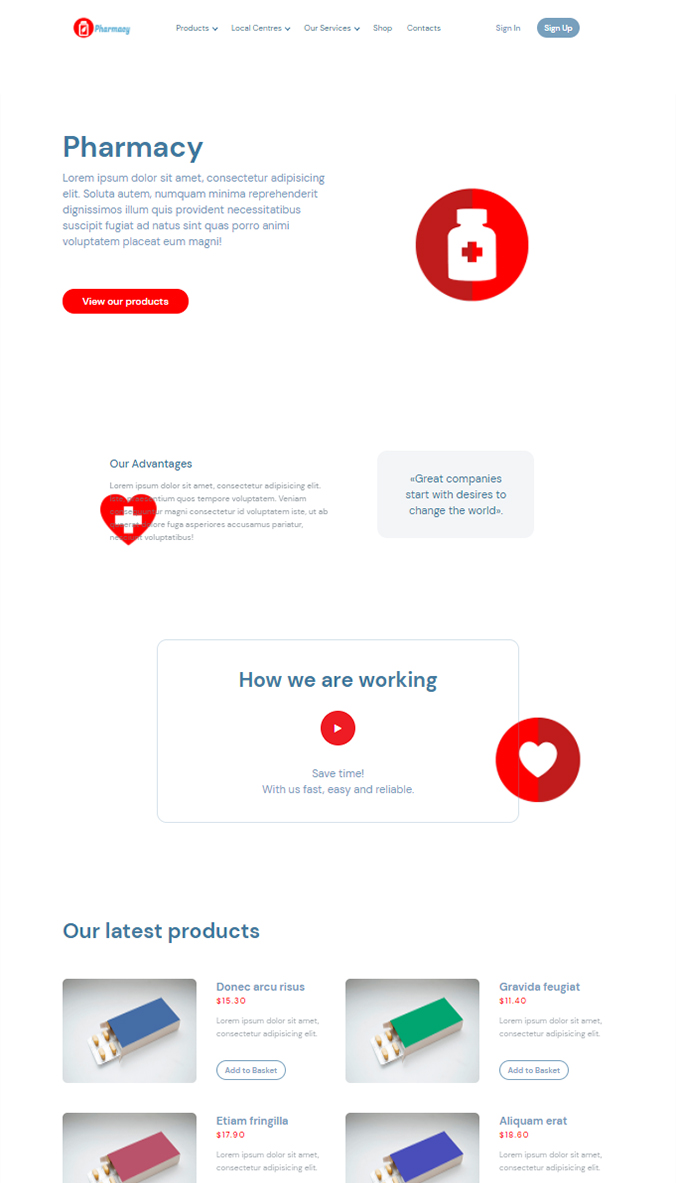 Pharmacy
Products
Local Centres
Our Services
Shop
Contacts
Sign In
Sign Up
Pharmacy
Lorem ipsum dolor sit amet, consectetur adipisicing
elit. Soluta autem, numquam minima reprehenderit
dignissimos illum quis provident necessitatibus
suscipit fugiat ad natus sint quas porro animi
voluptatem placeat eum magni!
View our products
Our Advantages
Lorem ipsum dolor sit amet, consectetur adipisicing elit.
quos tempore voluptatem. Veniam
magni consectetur id voluptatem iste, ut ab
fuga asperiores accusamus pariatur,
voluptatibus!
«Great companies
start with desires to
change the world».
How we are working
Save time!
With us fast, easy and reliable.
Our latest products
Donec arcu risus
$15.30
Lorem ipsum dolor sit amet,
consectetur adipisicing elit.
Add to Basket
Gravida feugiat
$11.40
Lorem ipsum dolor sit amet,
consectetur adipisicing elit.
Add to Basket
Etiam fringilla
$17.90
Lorem ipsum dolor sit amet,
consectetur adipisicing elit.
Aliquam erat
$18.60
Lorem ipsum dolor sit amet,
consectetur adipisicing elit.